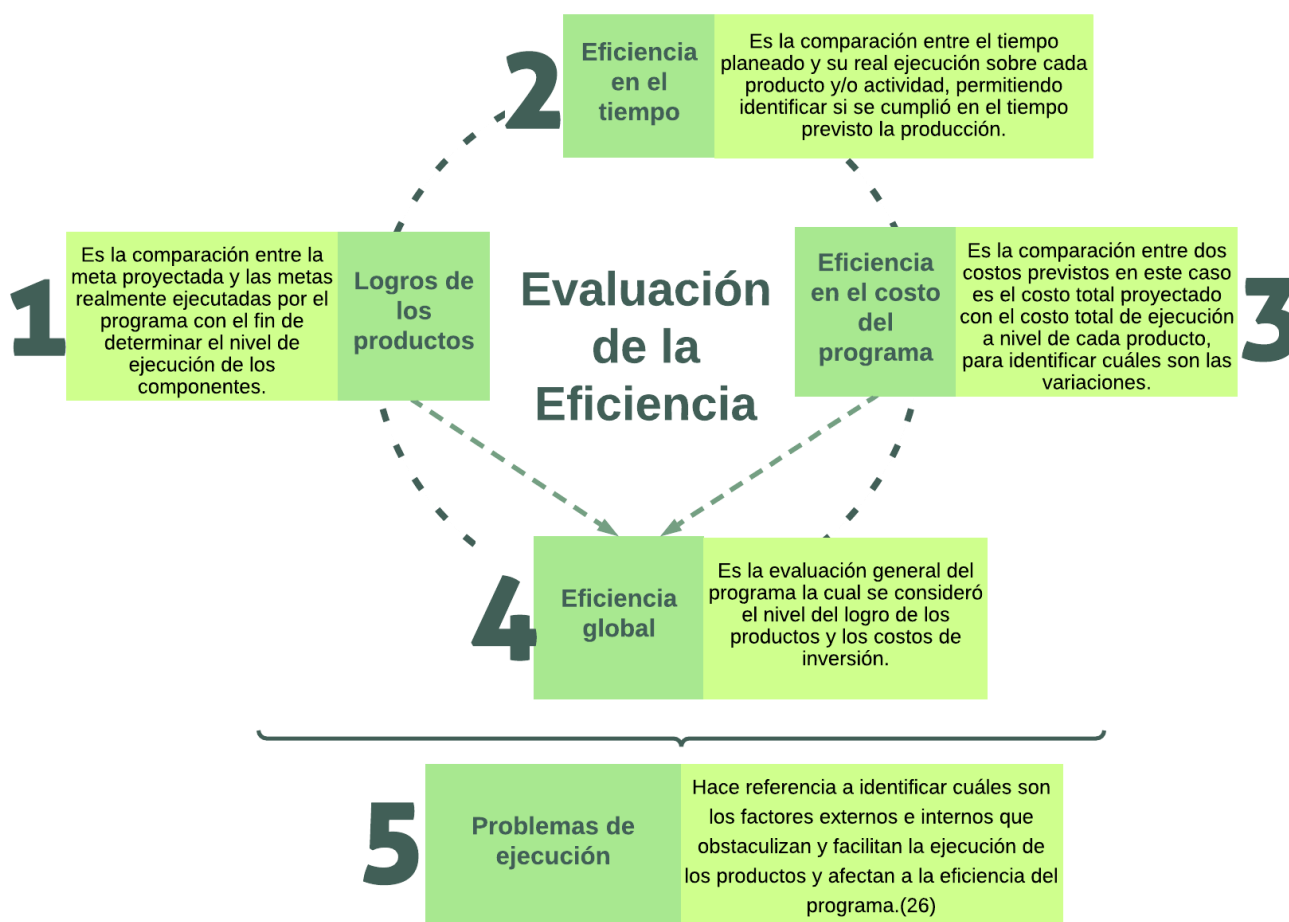 Evaluación
de la
Eficiencia
1
Logros de
los
productos
Es la comparación entre la
meta proyectada y las metas
realmente ejecutadas por el
programa con el fin de
determinar el nivel de
ejecución de los
componentes.
2
Eficiencia
en el
tiempo
Es la comparación entre el tiempo
planeado y su real ejecución sobre cada
producto y/o actividad, permitiendo
identificar si se cumplió en el tiempo
previsto la producción.
3
Eficiencia
en el costo
del
programa
Es la comparación entre dos
costos previstos en este caso
es el costo total proyectado
con el costo total de ejecución
a nivel de cada producto,
para identificar cuáles son las
variaciones.
4
Eficiencia
global
Es la evaluación general del
programa la cual se consideró
el nivel del logro de los
productos y los costos de
inversión.
5
Problemas de
ejecución
Hace referencia a identificar cuáles son
los factores externos e internos que
obstaculizan y facilitan la ejecución de
los productos y afectan a la eficiencia del
programa.(26)